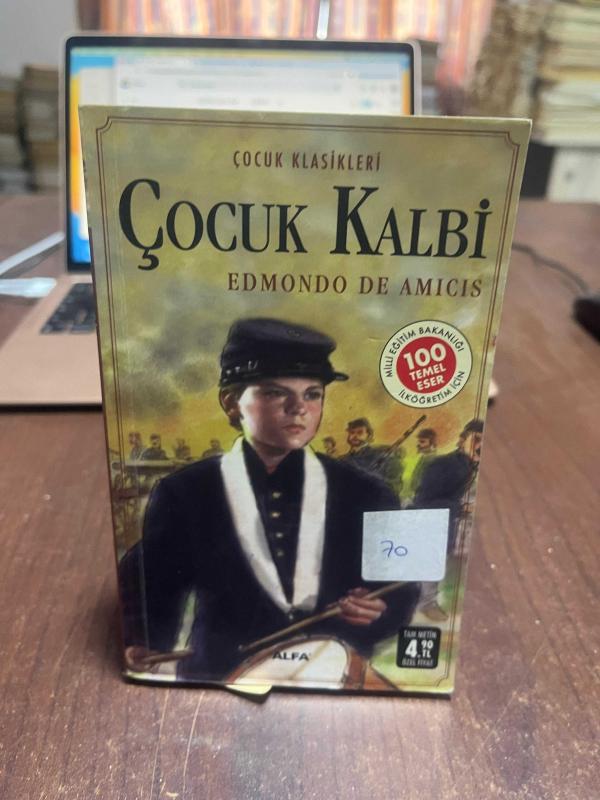 ÇOCUK KLASİKLERİ
ÇOCUK KALBİ
EDMONDO DE AMICIS
MİLLİ EĞİTİM BAKANLIĞI
100
TEMEL
ESER
İLKÖĞRETİM İÇİN
70
TAM METİN
4.90
TL
ÖZEL FİYAT
ALFA